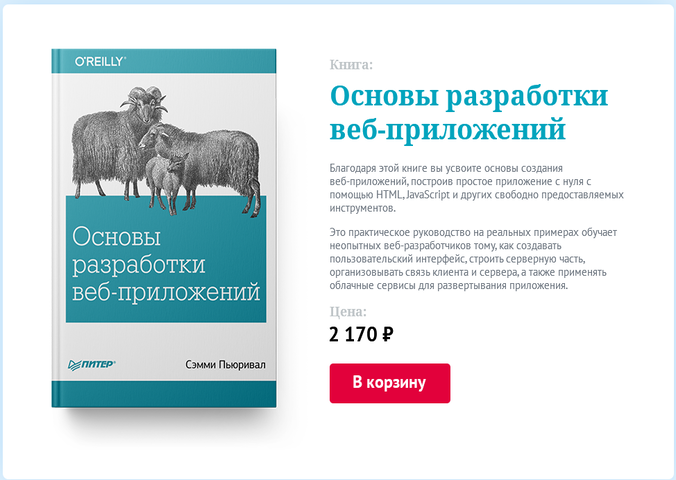 O'REILLY®
Основы
разработки
веб-приложений
ПИТЕР®
Сэмми Пьюривал
Книга:
Основы разработки
веб-приложений
Благодаря этой книге вы усвоите основы создания
веб-приложений, построив простое приложение с нуля с
помощью HTML, JavaScript и других свободно предоставляемых
инструментов.
Это практическое руководство на реальных примерах обучает
неопытных веб-разработчиков тому, как создавать
пользовательский интерфейс, строить серверную часть,
организовывать связь клиента и сервера, а также применять
облачные сервисы для развертывания приложения.
Цена:
2 170 ₽
В корзину